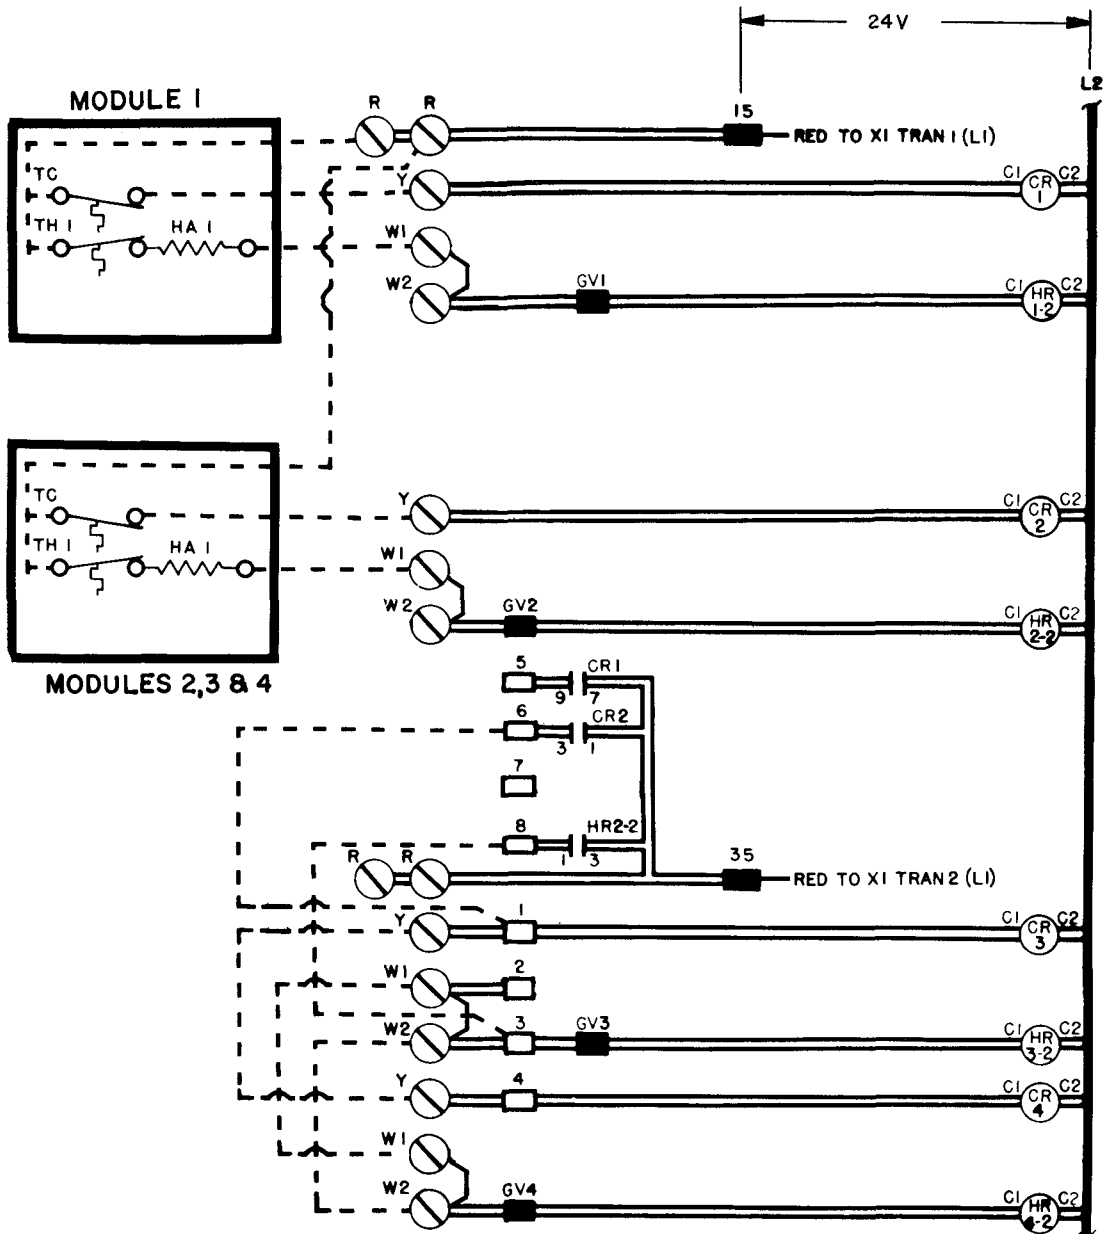 24V
L2
MODULE 1
R R 15
RED TO X1 TRAN 1 (L1)
TC
Y
C1 CR 1 C2
TH 1 HA 1
W1
W2
GV1
C1 HR 1-2 C2
TC
Y
C1 CR 2 C2
TH 1 HA 1
W1
W2
GV2
C1 HR 2-2 C2
MODULES 2,3 & 4
5 CR1
9 7
6 CR2
3 1
7
8 HR2-2
1 3
R R 35
RED TO X1 TRAN 2 (L1)
Y 1
C1 CR 3 C2
W1 2
W2 3 GV3
C1 HR 3-2 C2
Y 4
C1 CR 4 C2
W1
W2 GV4
C1 HR 4-2 C2